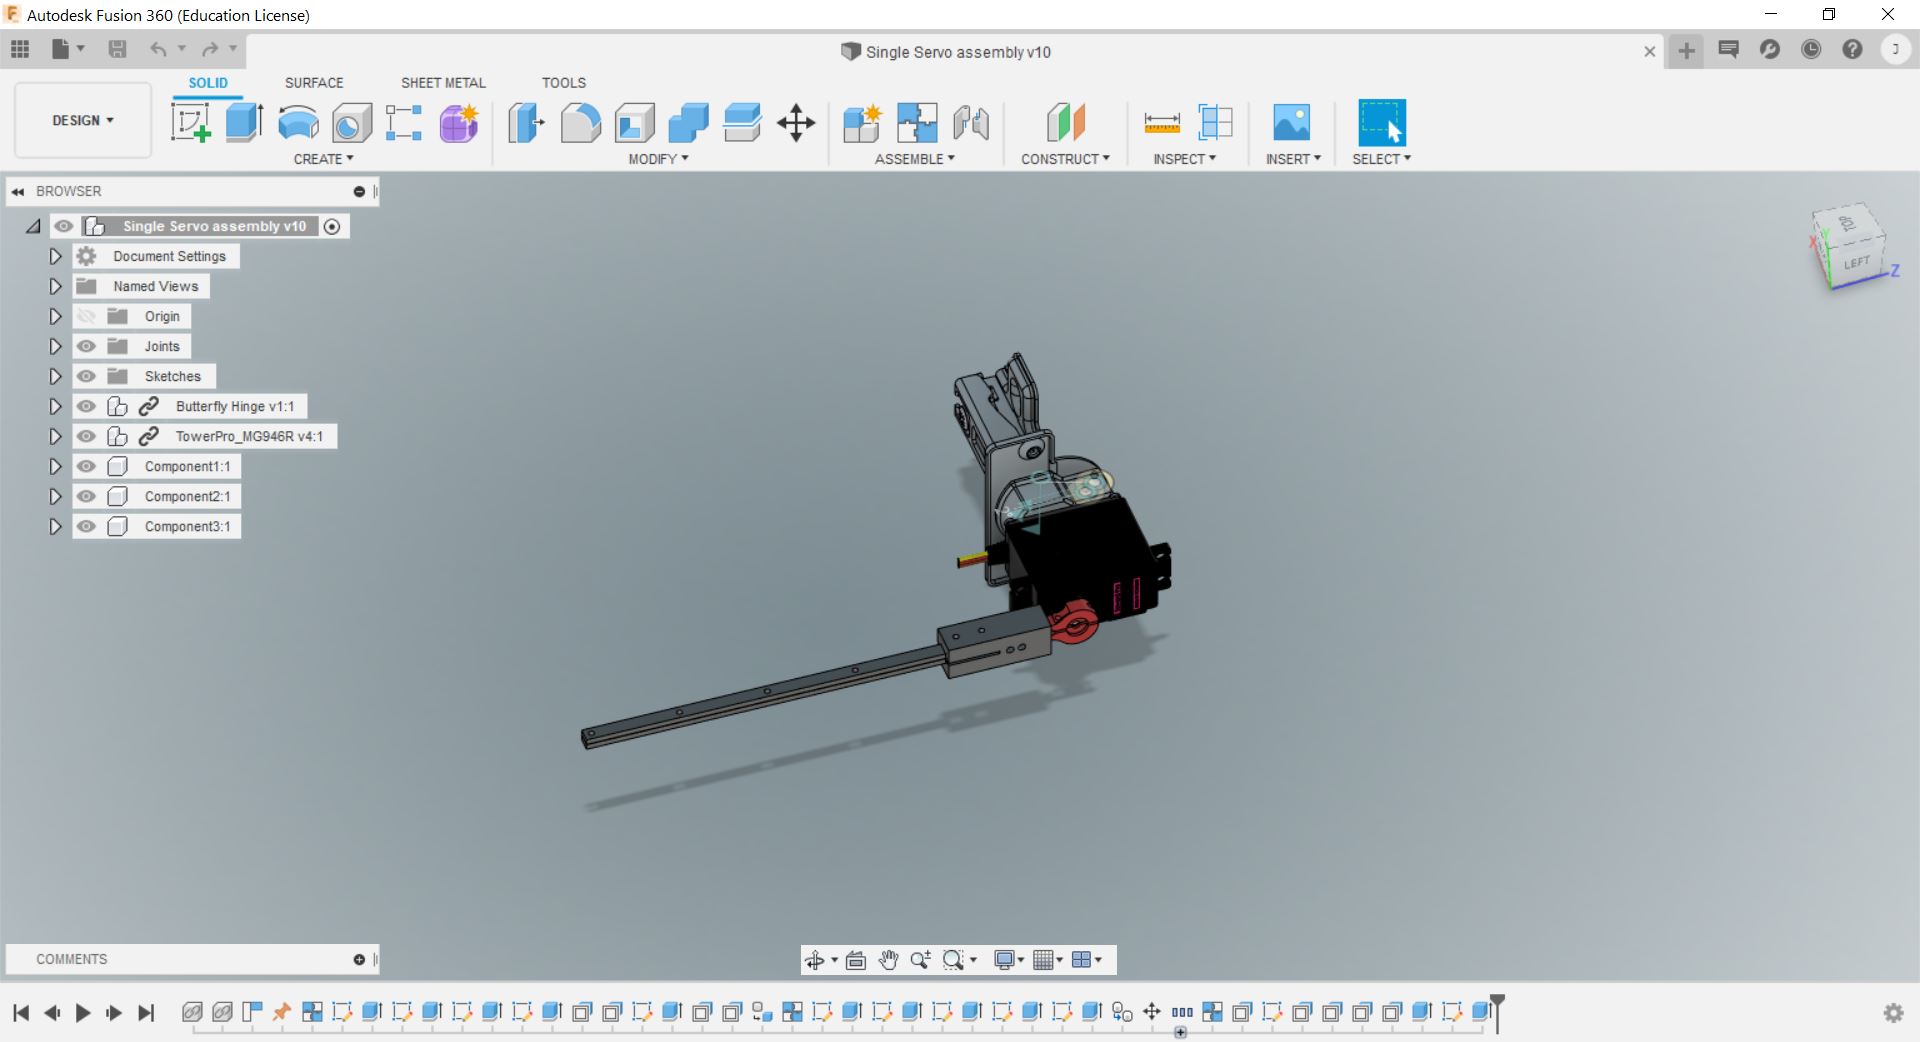 Autodesk Fusion 360 (Education License)
Single Servo assembly v10
J
DESIGN
SOLID
SURFACE
SHEET METAL
TOOLS
CREATE
MODIFY
ASSEMBLE
CONSTRUCT
INSPECT
INSERT
SELECT
BROWSER
Single Servo assembly v10
Document Settings
Named Views
Origin
Joints
Sketches
Butterfly Hinge v1:1
TowerPro_MG946R v4:1
Component1:1
Component2:1
Component3:1
TOP
LEFT
X
Y
Z
COMMENTS